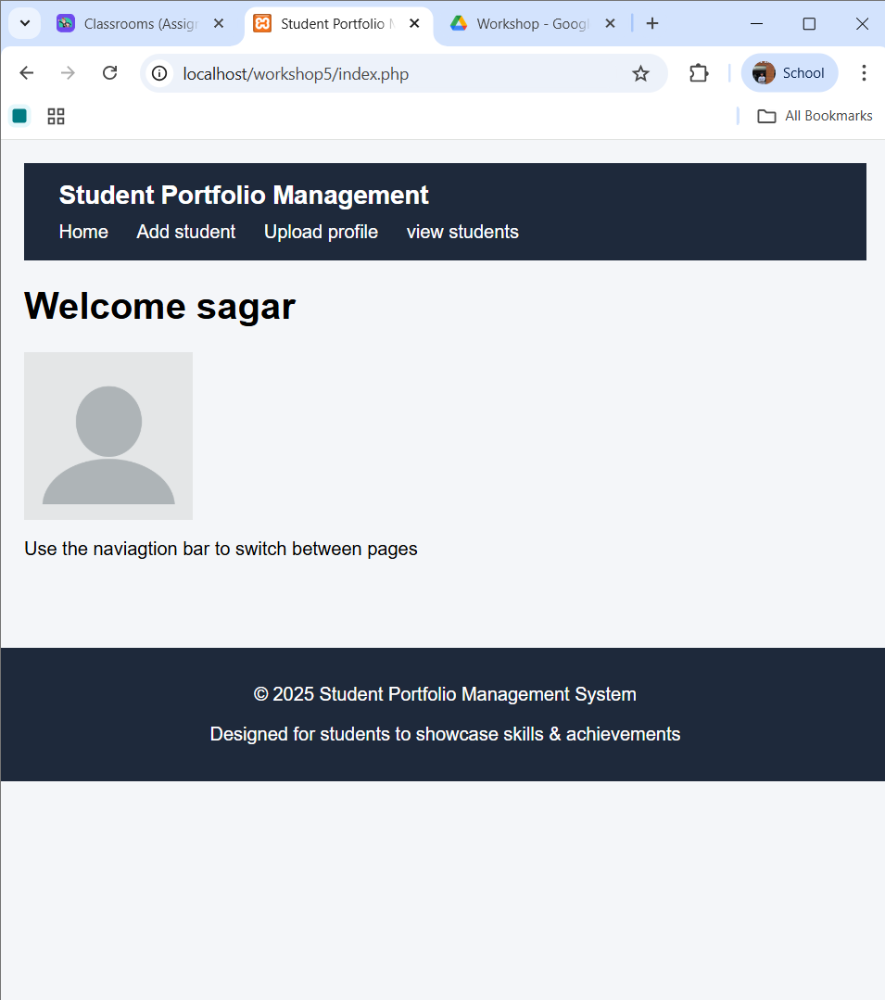 Classrooms (Assign
Student Portfolio M
Workshop - Googl
localhost/workshop5/index.php
School
All Bookmarks
Student Portfolio Management
Home Add student Upload profile view students
Welcome sagar
Use the naviagtion bar to switch between pages
© 2025 Student Portfolio Management System
Designed for students to showcase skills & achievements